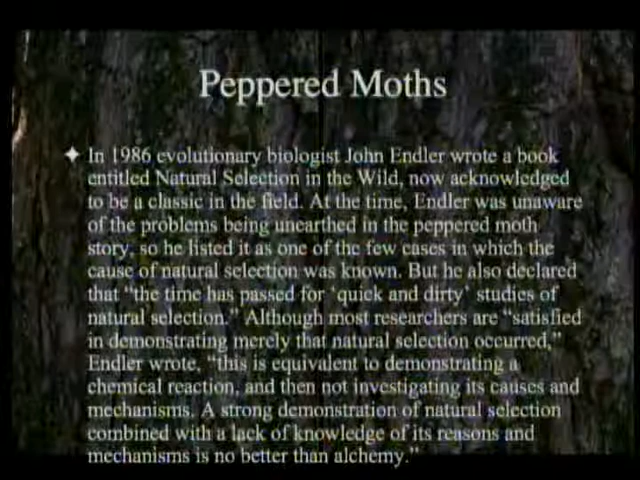 Peppered Moths
✦ In 1986 evolutionary biologist John Endler wrote a book
entitled Natural Selection in the Wild, now acknowledged
to be a classic in the field. At the time, Endler was unaware
of the problems being unearthed in the peppered moth
story, so he listed it as one of the few cases in which the
cause of natural selection was known. But he also declared
that “the time has passed for ‘quick and dirty’ studies of
natural selection.” Although most researchers are “satisfied
in demonstrating merely that natural selection occurred,”
Endler wrote, “this is equivalent to demonstrating a
chemical reaction, and then not investigating its causes and
mechanisms. A strong demonstration of natural selection
combined with a lack of knowledge of its reasons and
mechanisms is no better than alchemy.”